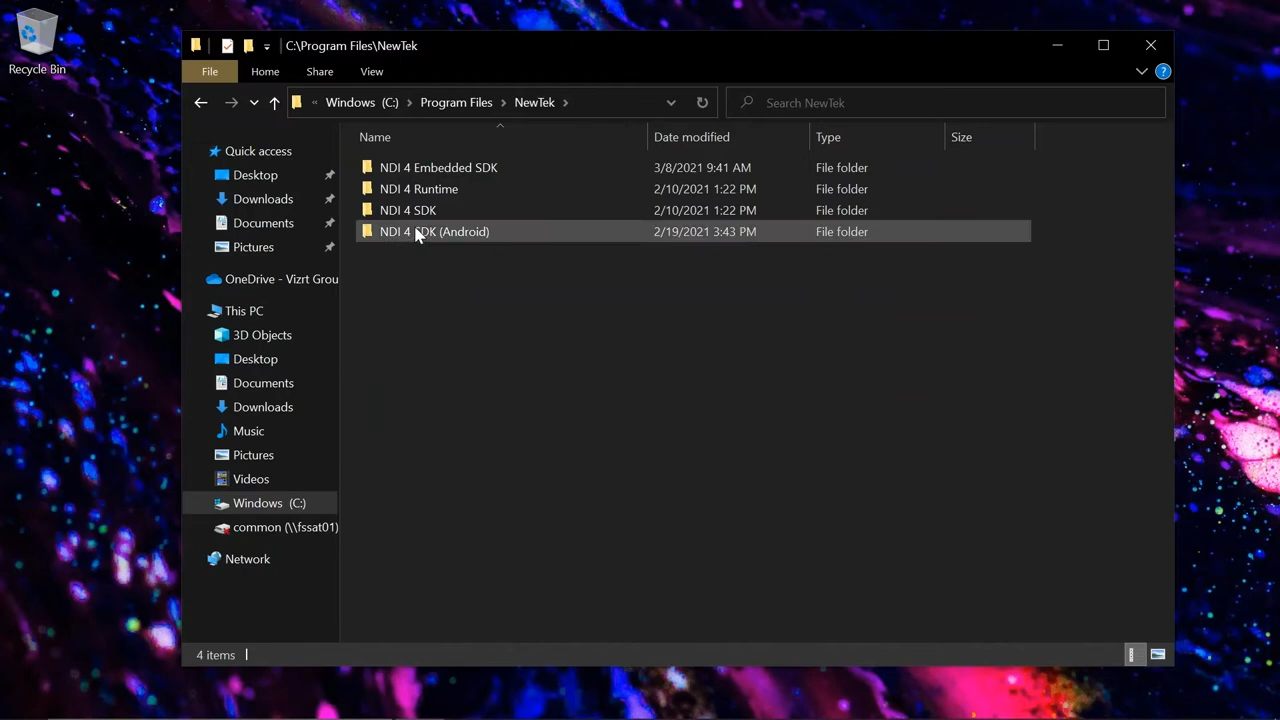 Recycle Bin
C:\Program Files\NewTek
File Home Share View
« Windows (C:) > Program Files > NewTek >
Search NewTek
Name Date modified Type Size
NDI 4 Embedded SDK 3/8/2021 9:41 AM File folder
NDI 4 Runtime 2/10/2021 1:22 PM File folder
NDI 4 SDK 2/10/2021 1:22 PM File folder
NDI 4 SDK (Android) 2/19/2021 3:43 PM File folder
Quick access
Desktop
Downloads
Documents
Pictures
OneDrive - Vizrt Grou
This PC
3D Objects
Desktop
Documents
Downloads
Music
Pictures
Videos
Windows (C:)
common (\\fssat01)
Network
4 items